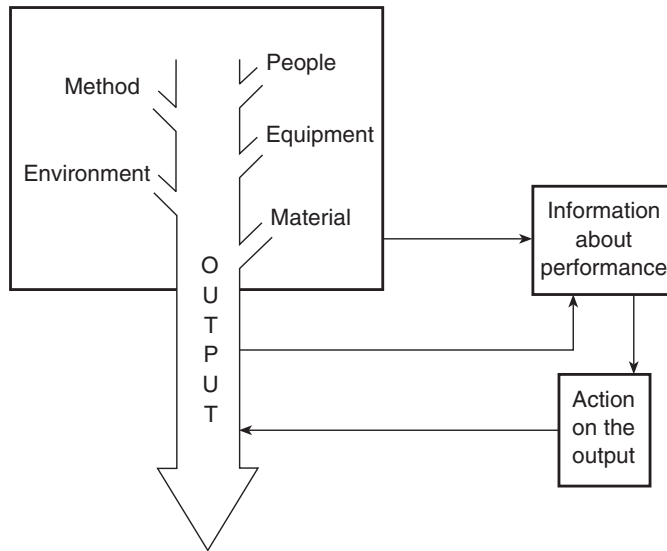 People
Method
Equipment
Environment
Material
Information
about
performance
O
U
T
P
U
T
Action
on the
output